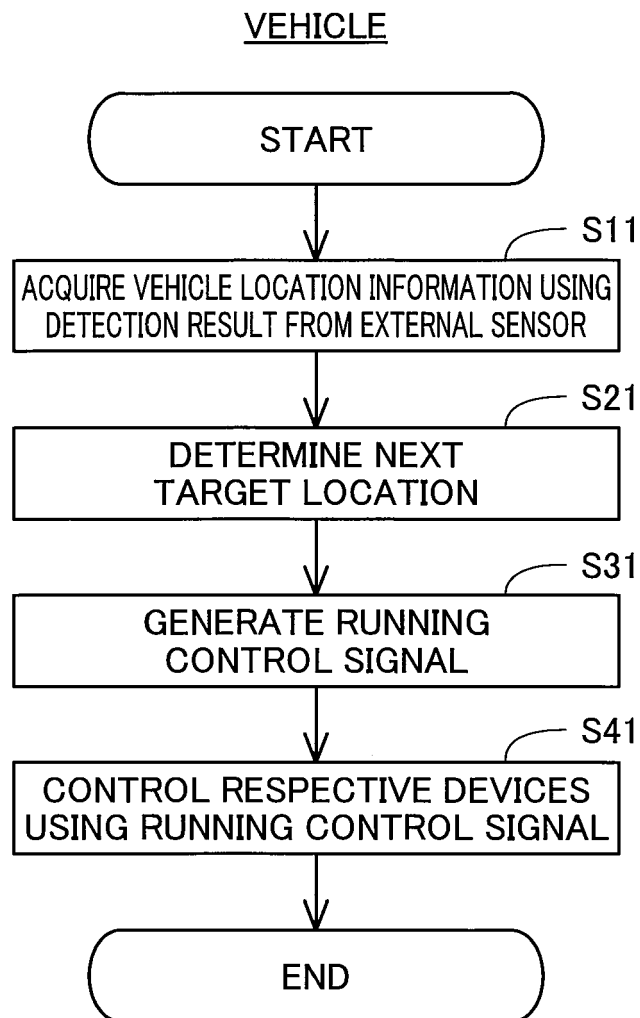 VEHICLE
START
S11
ACQUIRE VEHICLE LOCATION INFORMATION USING
DETECTION RESULT FROM EXTERNAL SENSOR
S21
DETERMINE NEXT
TARGET LOCATION
S31
GENERATE RUNNING
CONTROL SIGNAL
S41
CONTROL RESPECTIVE DEVICES
USING RUNNING CONTROL SIGNAL
END